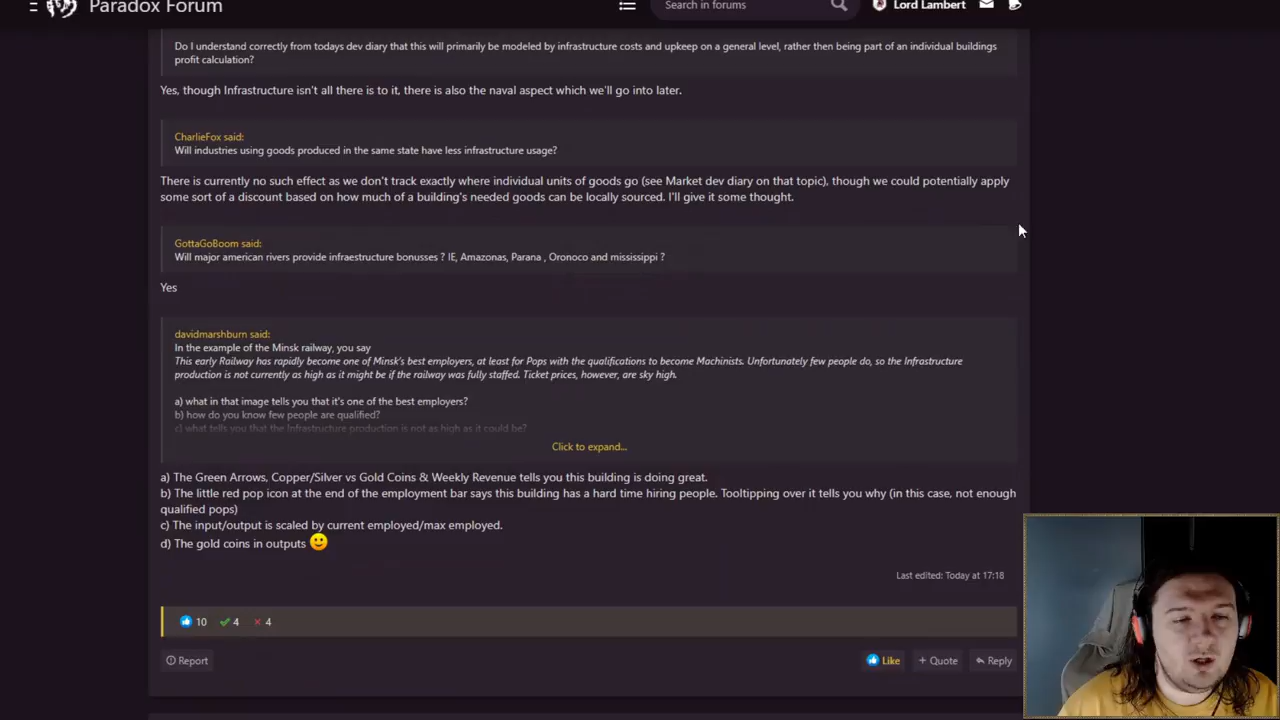 Paradox Forum
Search in forums
Lord Lambert
Do I understand correctly from todays dev diary that this will primarily be modeled by infrastructure costs and upkeep on a general level, rather then being part of an individual buildings
profit calculation?
Yes, though Infrastructure isn't all there is to it, there is also the naval aspect which we'll go into later.
CharlieFox said:
Will industries using goods produced in the same state have less infrastructure usage?
There is currently no such effect as we don't track exactly where individual units of goods go (see Market dev diary on that topic), though we could potentially apply
some sort of a discount based on how much of a building's needed goods can be locally sourced. I'll give it some thought.
GottaGoBoom said:
Will major american rivers provide infraestructure bonusses ? IE, Amazonas, Parana , Oronoco and mississippi ?
Yes
davidmarshburn said:
In the example of the Minsk railway, you say
This early Railway has rapidly become one of Minsk's best employers, at least for Pops with the qualifications to become Machinists. Unfortunately few people do, so the Infrastructure
production is not currently as high as it might be if the railway was fully staffed. Ticket prices, however, are sky high.
a) what in that image tells you that it's one of the best employers?
b) how do you know few people are qualified?
c) what tells you that the Infrastructure production is not as high as it could be?
Click to expand...
a) The Green Arrows, Copper/Silver vs Gold Coins & Weekly Revenue tells you this building is doing great.
b) The little red pop icon at the end of the employment bar says this building has a hard time hiring people. Tooltipping over it tells you why (in this case, not enough
qualified pops)
c) The input/output is scaled by current employed/max employed.
d) The gold coins in outputs
Last edited: Today at 17:18
10 4 4
Report
Like + Quote Reply